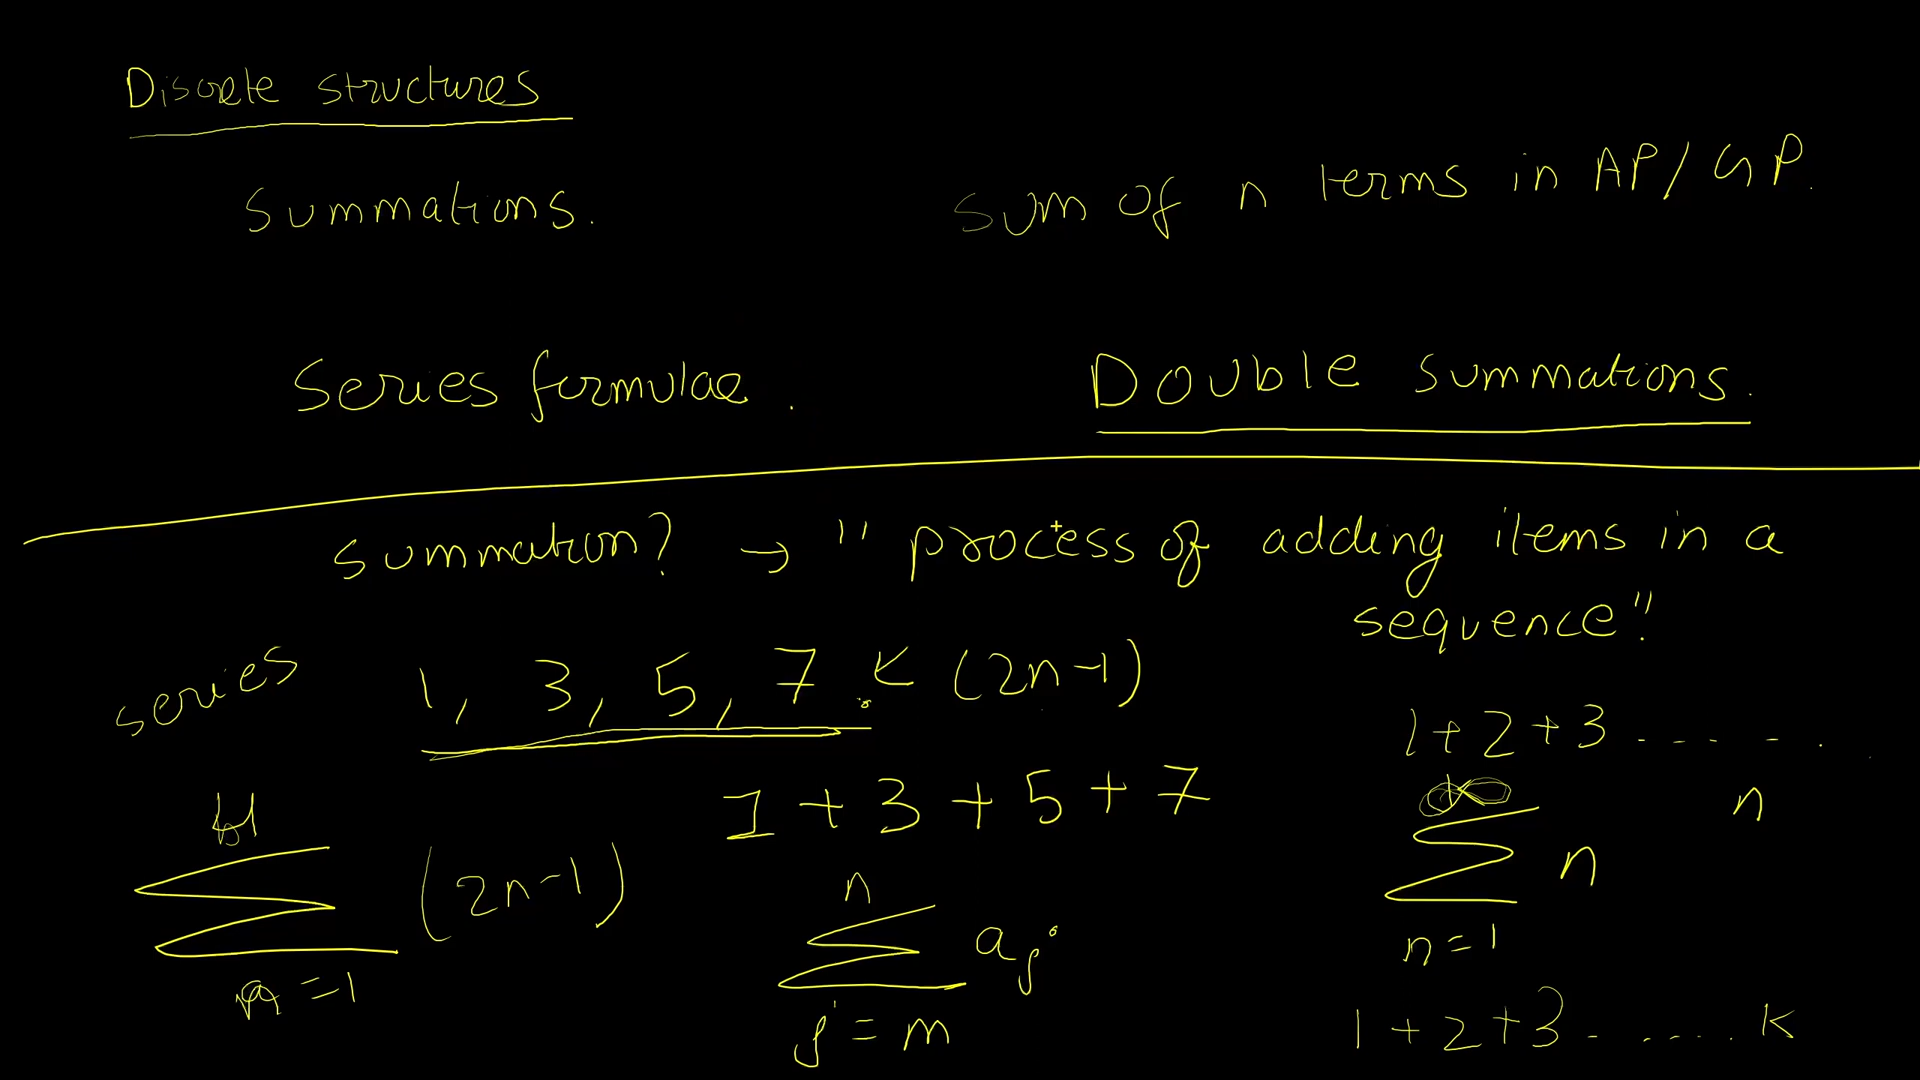 Discrete structures
summations.
sum of n terms in AP/GP.
series formulae.
Double summations.
summation? → " process of adding items in a
sequence"
series 1, 3, 5, 7 . k (2n-1)
1+2+3 - - - - - .
1 + 3 + 5 + 7
n
∑ (2n-1)
n=1
n
∑ aj
j = m
∑ n
n=1
1 + 2 + 3 - . . . . . k